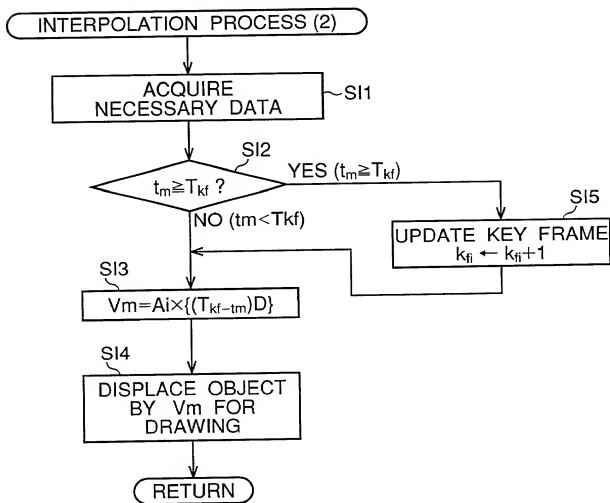 INTERPOLATION PROCESS (2)
ACQUIRE
NECESSARY DATA
SI1
SI2
tₘ≧Tₖf ?
YES (tₘ≧Tₖf)
NO (tm<Tkf)
SI5
UPDATE KEY FRAME
kfi ← kfi+1
SI3
Vm=Ai×{(Tkf−tm)D}
SI4
DISPLACE OBJECT
BY Vm FOR
DRAWING
RETURN